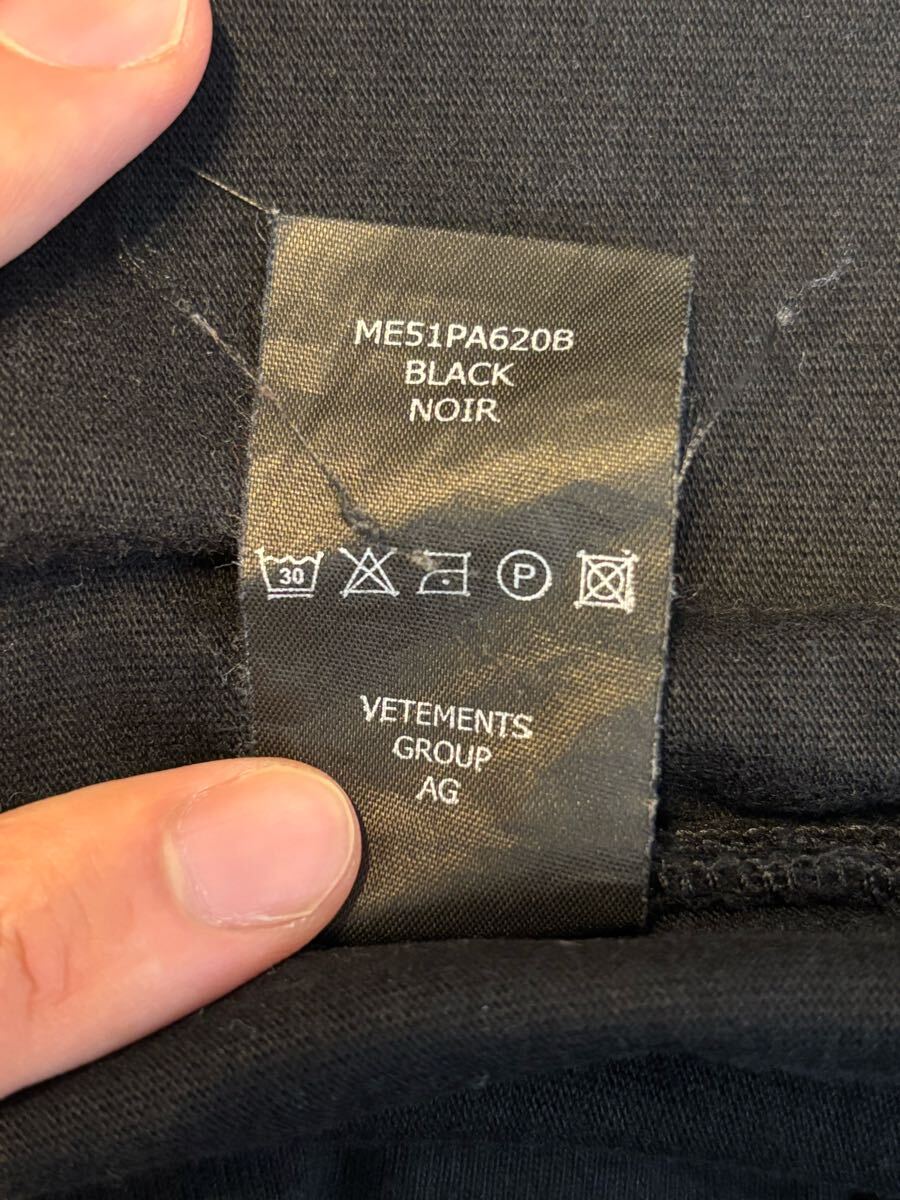 ME51PA620B
BLACK
NOIR
30 P
VETEMENTS
GROUP
AG